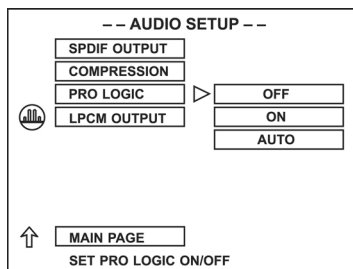 -- AUDIO SETUP --
SPDIF OUTPUT
COMPRESSION
PRO LOGIC
OFF
LPCM OUTPUT
ON
AUTO
MAIN PAGE
SET PRO LOGIC ON/OFF